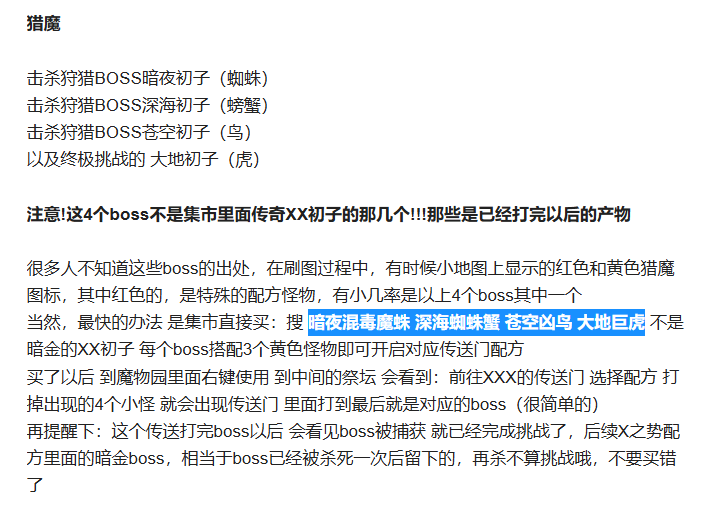 猎魔
击杀狩猎BOSS暗夜初子（蜘蛛）
击杀狩猎BOSS深海初子（螃蟹）
击杀狩猎BOSS苍空初子（鸟）
以及终极挑战的 大地初子（虎）
注意!这4个boss不是集市里面传奇XX初子的那几个!!!那些是已经打完以后的产物
很多人不知道这些boss的出处，在刷图过程中，有时候小地图上显示的红色和黄色猎魔
图标，其中红色的，是特殊的配方怪物，有小几率是以上4个boss其中一个
当然，最快的办法 是集市直接买：搜 暗夜混毒魔蛛 深海蜘蛛蟹 苍空凶鸟 大地巨虎 不是
暗金的XX初子 每个boss搭配3个黄色怪物即可开启对应传送门配方
买了以后 到魔物园里面右键使用 到中间的祭坛 会看到：前往XXX的传送门 选择配方 打
掉出现的4个小怪 就会出现传送门 里面打到最后就是对应的boss（很简单的）
再提醒下：这个传送打完boss以后 会看见boss被捕获 就已经完成挑战了，后续X之势配
方里面的暗金boss，相当于boss已经被杀死一次后留下的，再杀不算挑战哦，不要买错
了